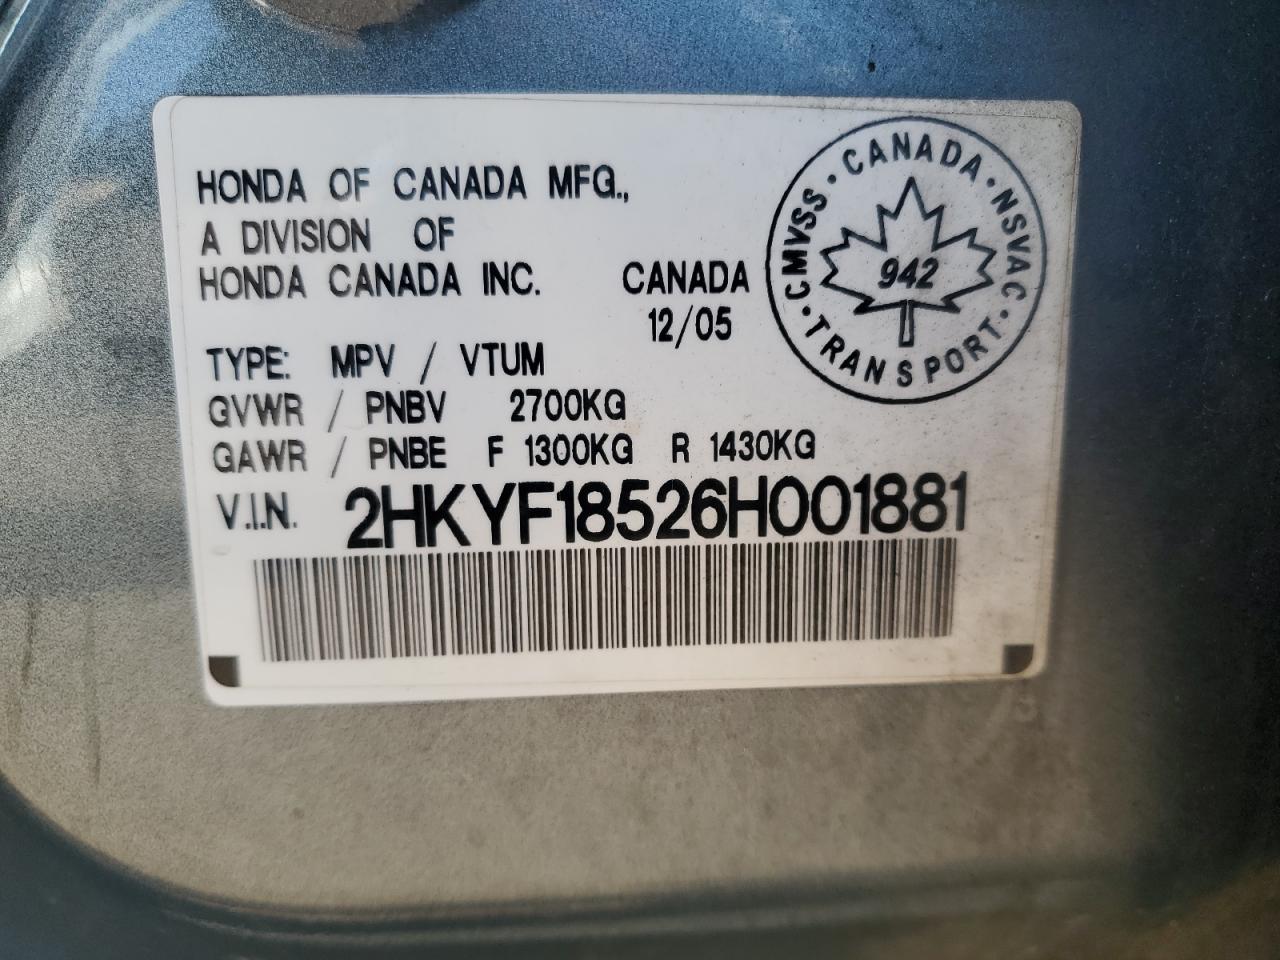 HONDA OF CANADA MFG.,
A DIVISION OF
HONDA CANADA INC. CANADA
12/05
TYPE: MPV / VTUM
GVWR / PNBV 2700KG
GAWR / PNBE F 1300KG R 1430KG
V.I.N. 2HKYF18526H001881
CMVSS · CANADA · NSVAC · TRANSPORT ·
942